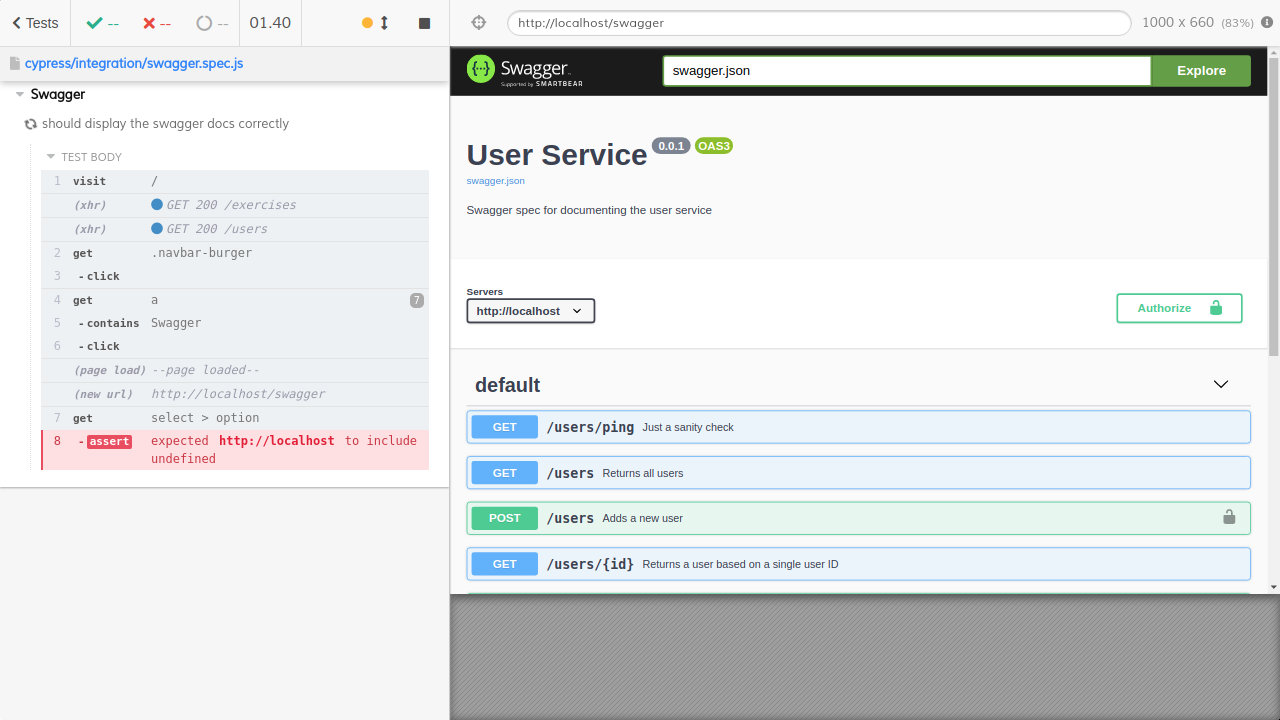 Tests
--
--
--
01.40
http://localhost/swagger
1000 x 660 (83%)
cypress/integration/swagger.spec.js
Swagger
should display the swagger docs correctly
TEST BODY
1 visit /
(xhr) GET 200 /exercises
(xhr) GET 200 /users
2 get .navbar-burger
3 - click
4 get a 7
5 - contains Swagger
6 - click
(page load) --page loaded--
(new url) http://localhost/swagger
7 get select > option
8 - assert expected http://localhost to include
undefined
{··} Swagger
Supported by SMARTBEAR
swagger.json
Explore
User Service 0.0.1 OAS3
swagger.json
Swagger spec for documenting the user service
Servers
http://localhost
Authorize
default
GET /users/ping Just a sanity check
GET /users Returns all users
POST /users Adds a new user
GET /users/{id} Returns a user based on a single user ID